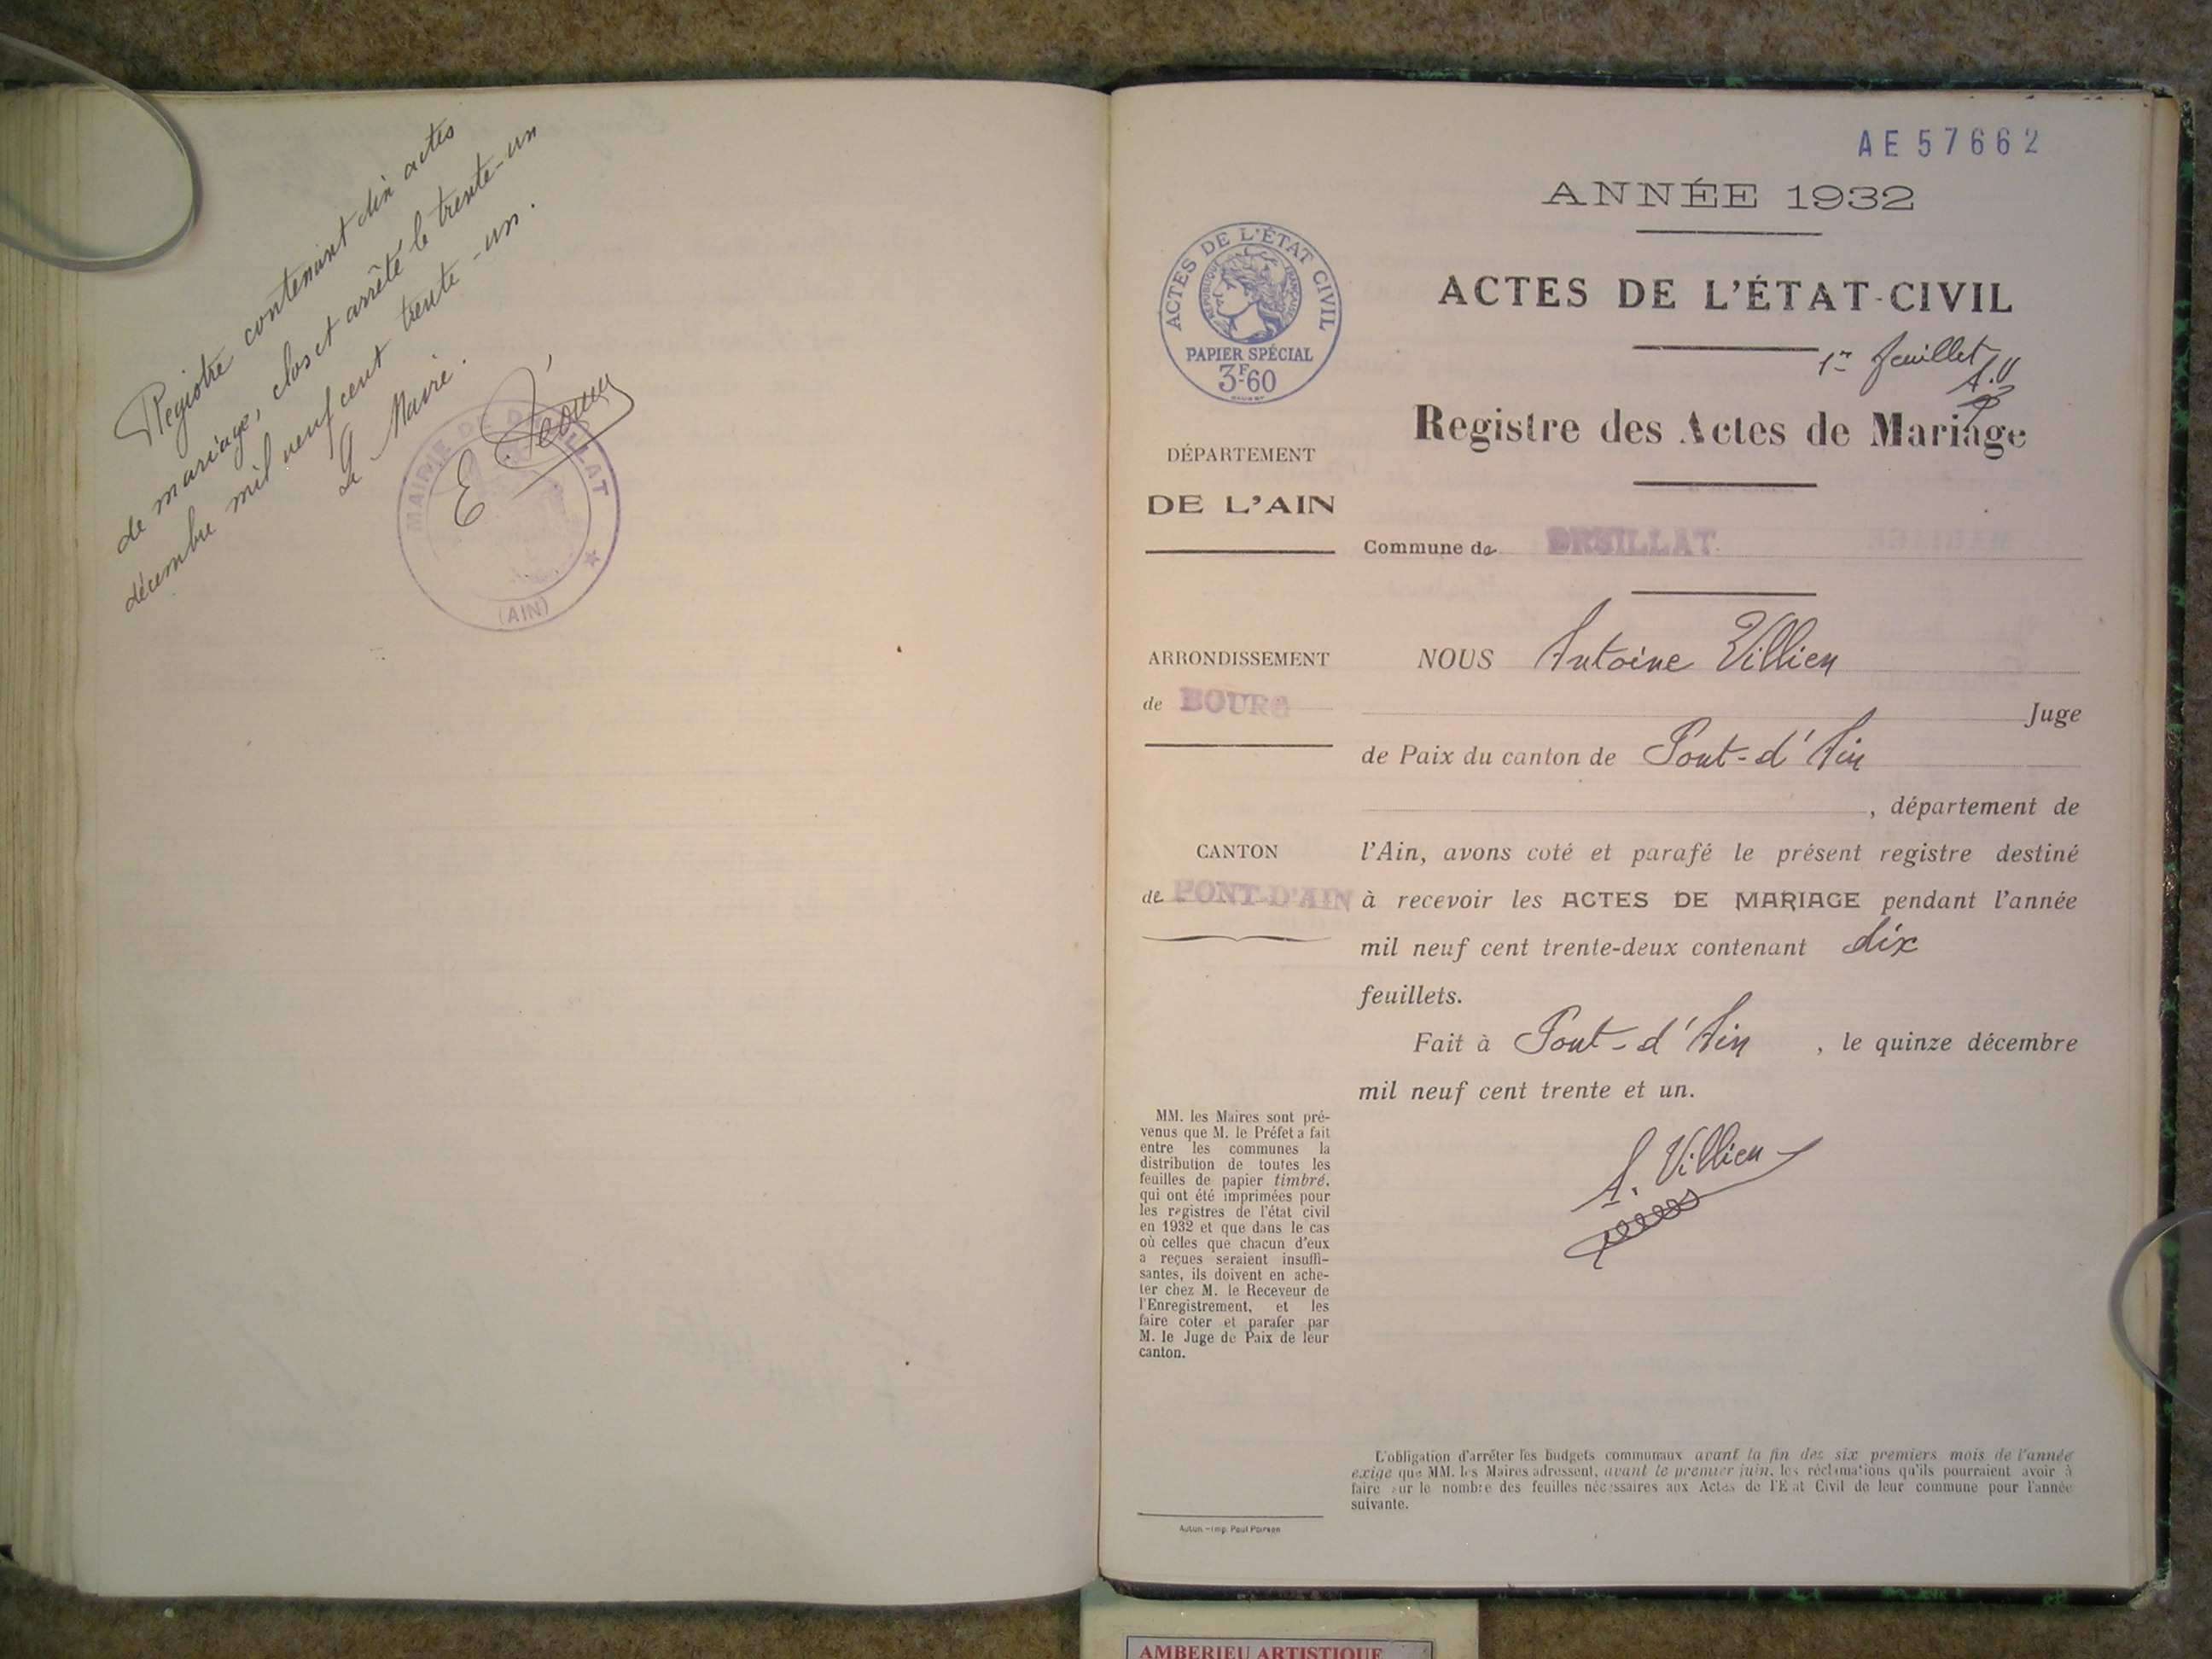 Registre contenant dix actes
de mariage, clos et arrêté le trente-un
décembre mil neuf cent trente-un.
Le Maire.
MAIRIE DE DRUILLAT
(AIN)
AE 57662
ANNÉE 1932
ACTES DE L'ÉTAT-CIVIL
1er feuillet
A.V
ACTES DE L'ÉTAT CIVIL
RÉPUBLIQUE FRANÇAISE
PAPIER SPÉCIAL
3F60
Registre des Actes de Mariage
DÉPARTEMENT
DE L'AIN
Commune de DRUILLAT
ARRONDISSEMENT
de BOURG
CANTON
de PONT-D'AIN
NOUS Antoine Villien
Juge
de Paix du canton de Pont-d'Ain
, département de
l'Ain, avons coté et parafé le présent registre destiné
à recevoir les ACTES DE MARIAGE pendant l'année
mil neuf cent trente-deux contenant dix
feuillets.
Fait à Pont-d'Ain , le quinze décembre
mil neuf cent trente et un.
A. Villien
MM. les Maires sont pré-
venus que M. le Préfet a fait
entre les communes la
distribution de toutes les
feuilles de papier timbré,
qui ont été imprimées pour
les registres de l'état civil
en 1932 et que dans le cas
où celles que chacun d'eux
a reçues seraient insuffi-
santes, ils doivent en ache-
ter chez M. le Receveur de
l'Enregistrement, et les
faire coter et parafer par
M. le Juge de Paix de leur
canton.
L'obligation d'arrêter les budgets communaux avant la fin des six premiers mois de l'année
exige que MM. les Maires adressent, avant le premier juin, les réclamations qu'ils pourraient avoir à
faire sur le nombre des feuilles nécessaires aux Actes de l'Etat Civil de leur commune pour l'année
suivante.
Autun. - Imp. Paul
AMBERIEU ARTISTIQUE